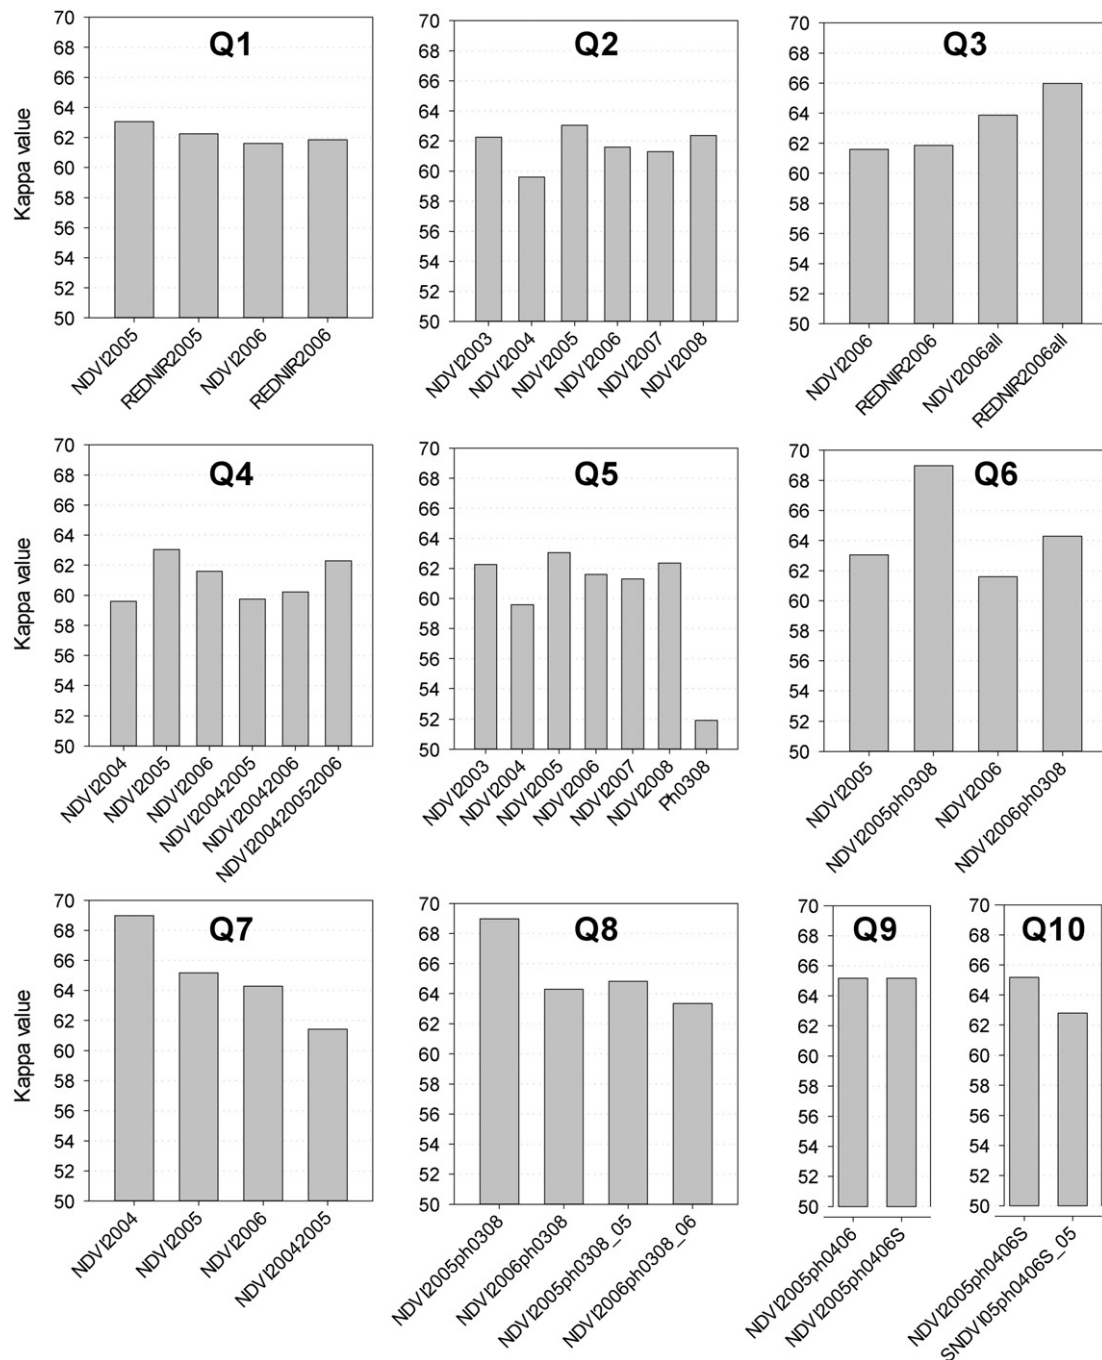 Q1
Kappa value
70
68
66
64
62
60
58
56
54
52
50
NDVI2005
REDNIR2005
NDVI2006
REDNIR2006
Q2
70
68
66
64
62
60
58
56
54
52
50
NDVI2003
NDVI2004
NDVI2005
NDVI2006
NDVI2007
NDVI2008
Q3
70
68
66
64
62
60
58
56
54
52
50
NDVI2006
REDNIR2006
NDVI2006all
REDNIR2006all
Q4
Kappa value
70
68
66
64
62
60
58
56
54
52
50
NDVI2004
NDVI2005
NDVI2006
NDVI20042005
NDVI20042006
NDVI200420052006
Q5
70
68
66
64
62
60
58
56
54
52
50
NDVI2003
NDVI2004
NDVI2005
NDVI2006
NDVI2007
NDVI2008
Ph0308
Q6
70
68
66
64
62
60
58
56
54
52
50
NDVI2005
NDVI2005ph0308
NDVI2006
NDVI2006ph0308
Q7
Kappa value
70
68
66
64
62
60
58
56
54
52
50
NDVI2004
NDVI2005
NDVI2006
NDVI20042005
Q8
70
68
66
64
62
60
58
56
54
52
50
NDVI2005ph0308
NDVI2006ph0308
NDVI2005ph0308_05
NDVI2006ph0308_06
Q9
70
68
66
64
62
60
58
56
54
52
50
NDVI2005ph0406
NDVI2005ph0406S
Q10
70
68
66
64
62
60
58
56
54
52
50
NDVI2005ph0406S
SNDVI05ph0406S_05